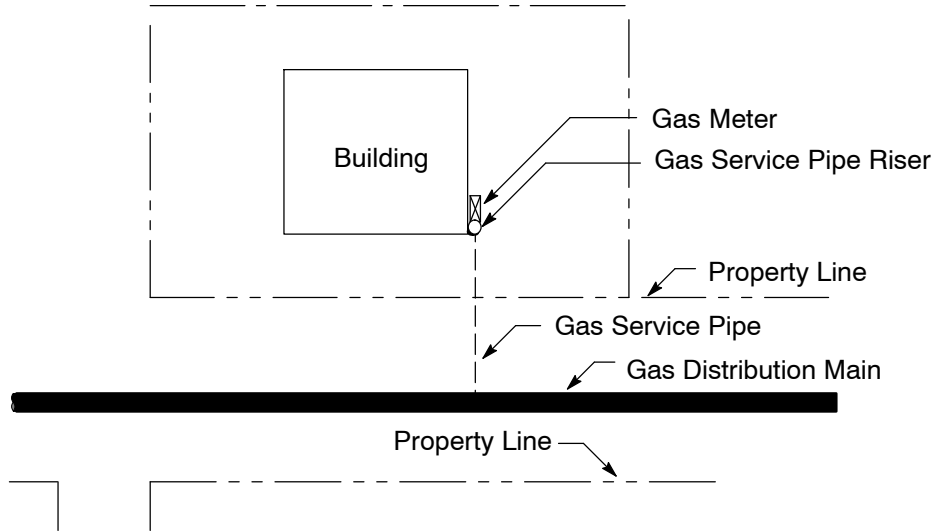 Gas Meter
Building
Gas Service Pipe Riser
Property Line
Gas Service Pipe
Gas Distribution Main
Property Line